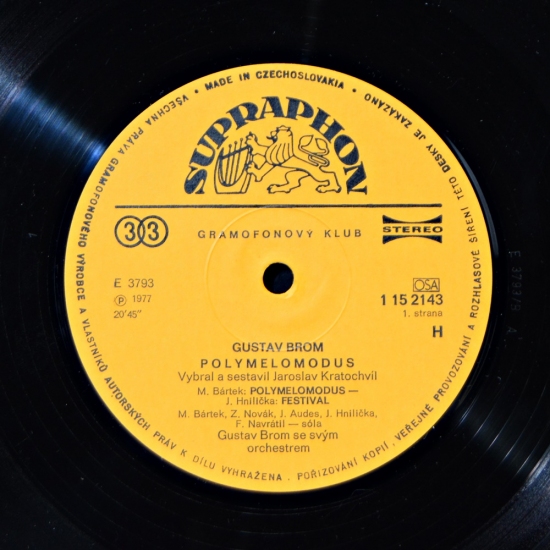 • MADE IN CZECHOSLOVAKIA •
VŠECHNA PRÁVA GRAMOFONOVÉHO VÝROBCE A VLASTNÍKŮ AUTORSKÝCH PRÁV K DÍLU VYHRAŽENA. POŘIZOVÁNÍ KOPIÍ, VEŘEJNÉ PROVOZOVÁNÍ A ROZHLASOVÉ ŠÍŘENÍ TÉTO DESKY JE ZAKÁZÁNO
SUPRAPHON
33
GRAMOFONOVÝ KLUB
STEREO
E 3793
℗ 1977
20'45"
OSA
1 15 2143
1. strana
H
GUSTAV BROM
POLYMELOMODUS
Vybral a sestavil Jaroslav Kratochvíl
M. Bártek: POLYMELOMODUS —
J. Hnilička: FESTIVAL
M. Bártek, Z. Novák, J. Audes, J. Hnilička,
F. Navrátil — sóla
Gustav Brom se svým
orchestrem